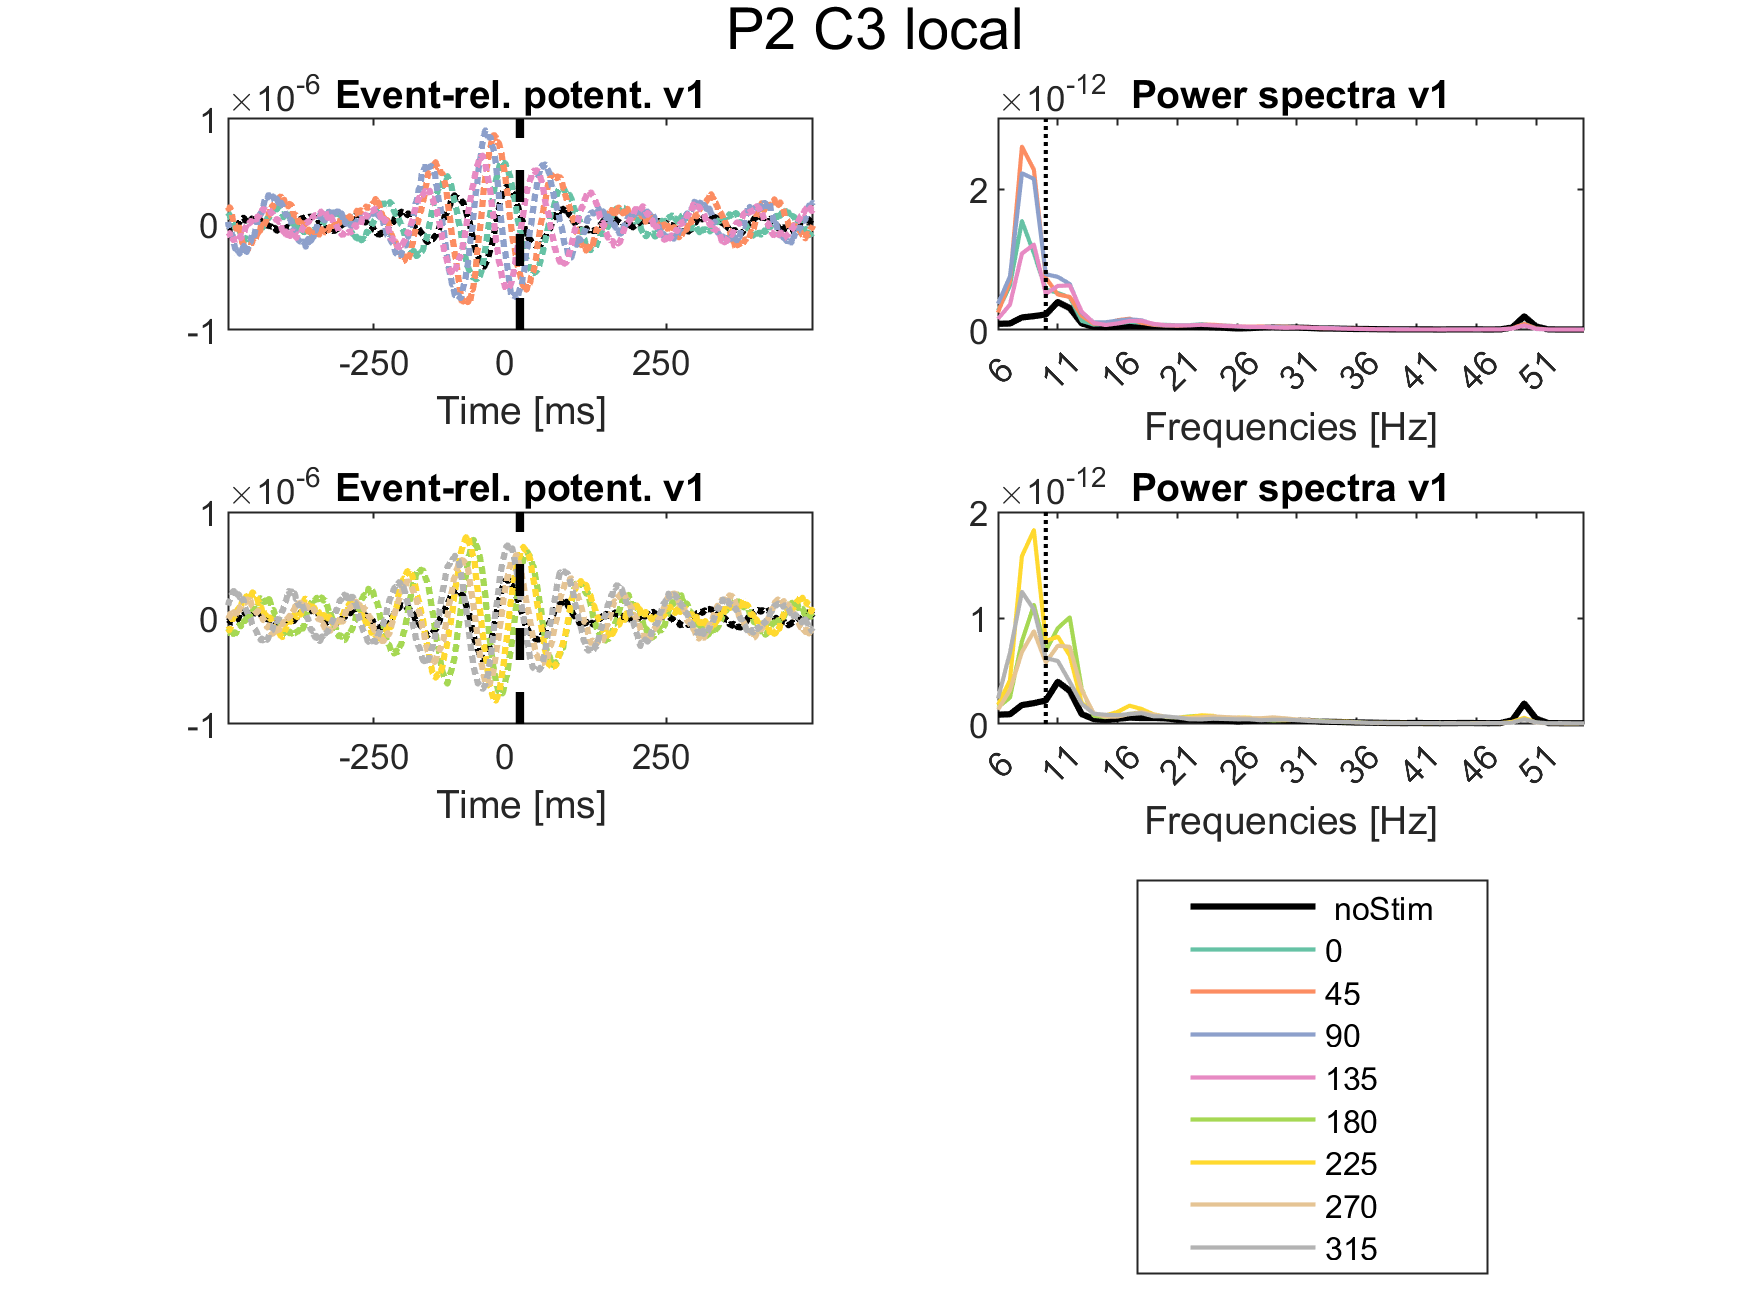 P2 C3 local
×10-6 Event-rel. potent. v1
1
0
-1
-250 0 250
Time [ms]
×10-12 Power spectra v1
2
0
6 11 16 21 26 31 36 41 46 51
Frequencies [Hz]
×10-6 Event-rel. potent. v1
1
0
-1
-250 0 250
Time [ms]
×10-12 Power spectra v1
2
1
0
6 11 16 21 26 31 36 41 46 51
Frequencies [Hz]
noStim
0
45
90
135
180
225
270
315